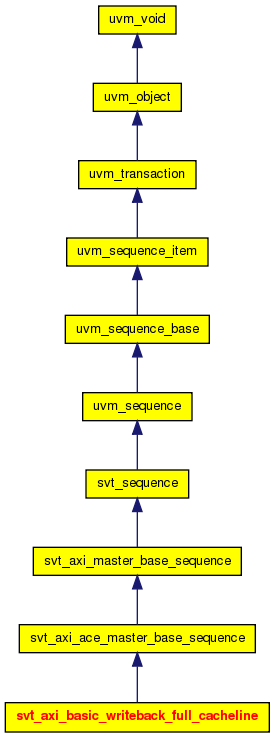 uvm_void
uvm_object
uvm_transaction
uvm_sequence_item
uvm_sequence_base
uvm_sequence
svt_sequence
svt_axi_master_base_sequence
svt_axi_ace_master_base_sequence
svt_axi_basic_writeback_full_cacheline